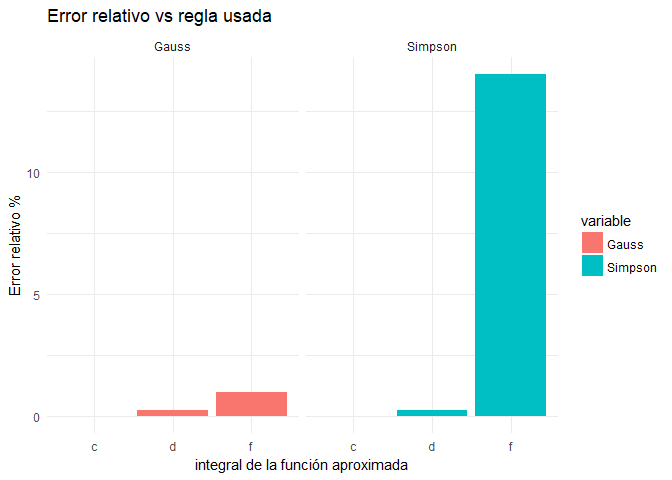 Error relativo vs regla usada
Gauss
Simpson
Error relativo %
10
5
0
c
d
f
c
d
f
integral de la función aproximada
variable
Gauss
Simpson